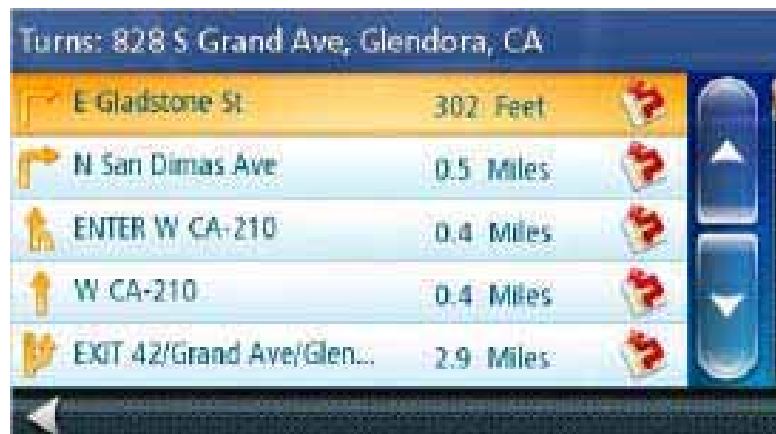 Turns: 828 S Grand Ave, Glendora, CA
E Gladstone St 302 Feet
N San Dimas Ave 0.5 Miles
ENTER W CA-210 0.4 Miles
W CA-210 0.4 Miles
EXIT 42/Grand Ave/Glen... 2.9 Miles